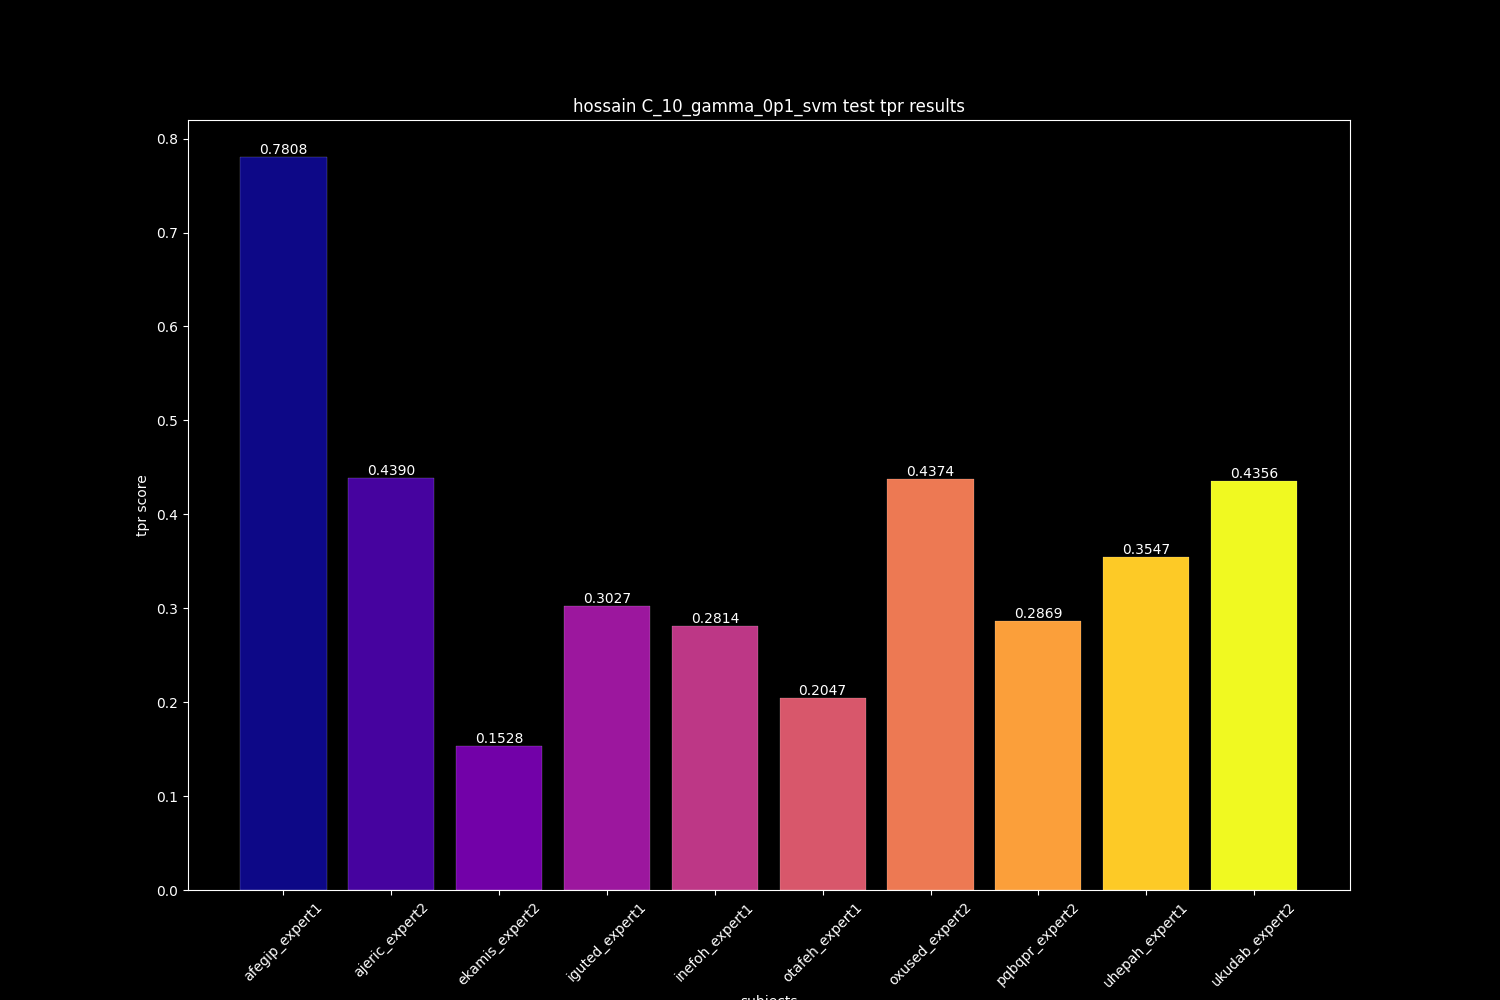 hossain C_10_gamma_0p1_svm test tpr results
tpr score
0.8
0.7
0.6
0.5
0.4
0.3
0.2
0.1
0.0
0.7808
0.4390
0.1528
0.3027
0.2814
0.2047
0.4374
0.2869
0.3547
0.4356
afegip_expert1
ajeric_expert2
ekamis_expert2
iguted_expert1
inefoh_expert1
otafeh_expert1
oxused_expert2
pqbqpr_expert2
uhepah_expert1
ukudab_expert2
subjects